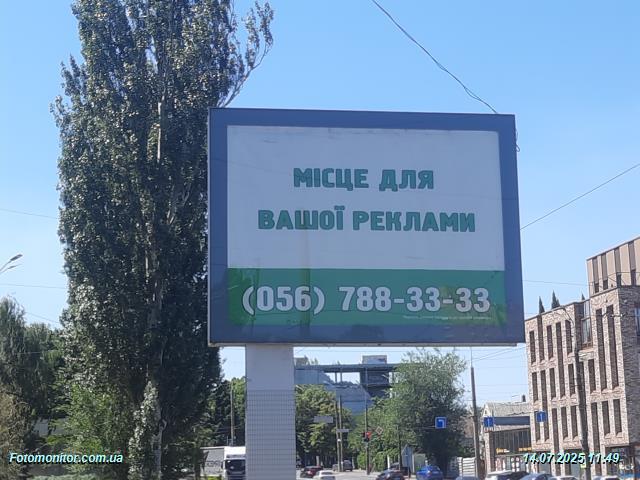 МІСЦЕ ДЛЯ
ВАШОЇ РЕКЛАМИ
(056) 788-33-33
Fotomonitor.com.ua
14.07.2025 11:49